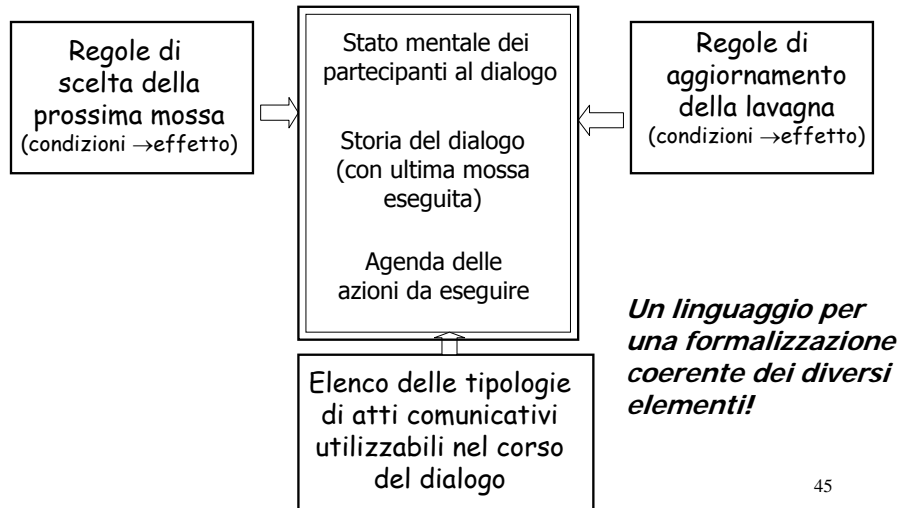 Regole di
scelta della
prossima mossa
(condizioni →effetto)
Stato mentale dei
partecipanti al dialogo
Storia del dialogo
(con ultima mossa
eseguita)
Agenda delle
azioni da eseguire
Regole di
aggiornamento
della lavagna
(condizioni →effetto)
Elenco delle tipologie
di atti comunicativi
utilizzabili nel corso
del dialogo
Un linguaggio per
una formalizzazione
coerente dei diversi
elementi!
45